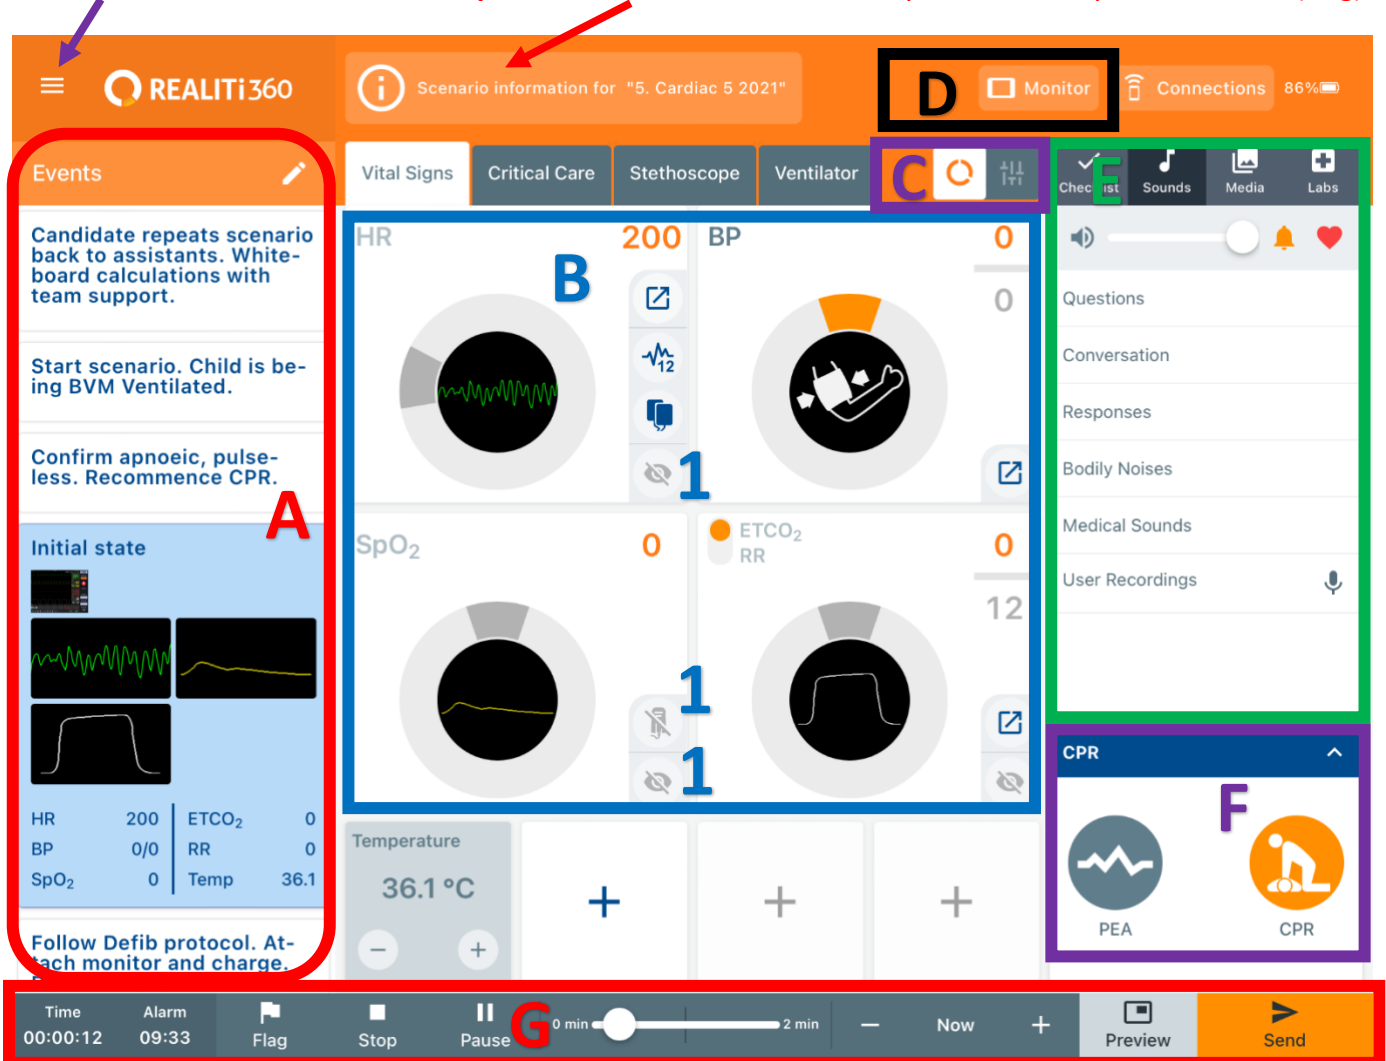 REALITi360
Scenario information for "5. Cardiac 5 2021"
D
Monitor
Connections
86%
Events
Vital Signs
Critical Care
Stethoscope
Ventilator
C
E
Checklist
Sounds
Media
Labs
Candidate repeats scenario
back to assistants. White-
board calculations with
team support.
Start scenario. Child is be-
ing BVM Ventilated.
Confirm apnoeic, pulse-
less. Recommence CPR.
A
Initial state
HR 200 ETCO₂ 0
BP 0/0 RR 0
SpO₂ 0 Temp 36.1
Follow Defib protocol. At-
tach monitor and charge.
HR 200
B
12
1
BP 0
0
SpO₂ 0
1
1
ETCO₂ 0
RR
12
Temperature
36.1 °C
Questions
Conversation
Responses
Bodily Noises
Medical Sounds
User Recordings
CPR
F
PEA
CPR
Time
00:00:12
Alarm
09:33
Flag
Stop
Pause
G
0 min
2 min
Now
Preview
Send